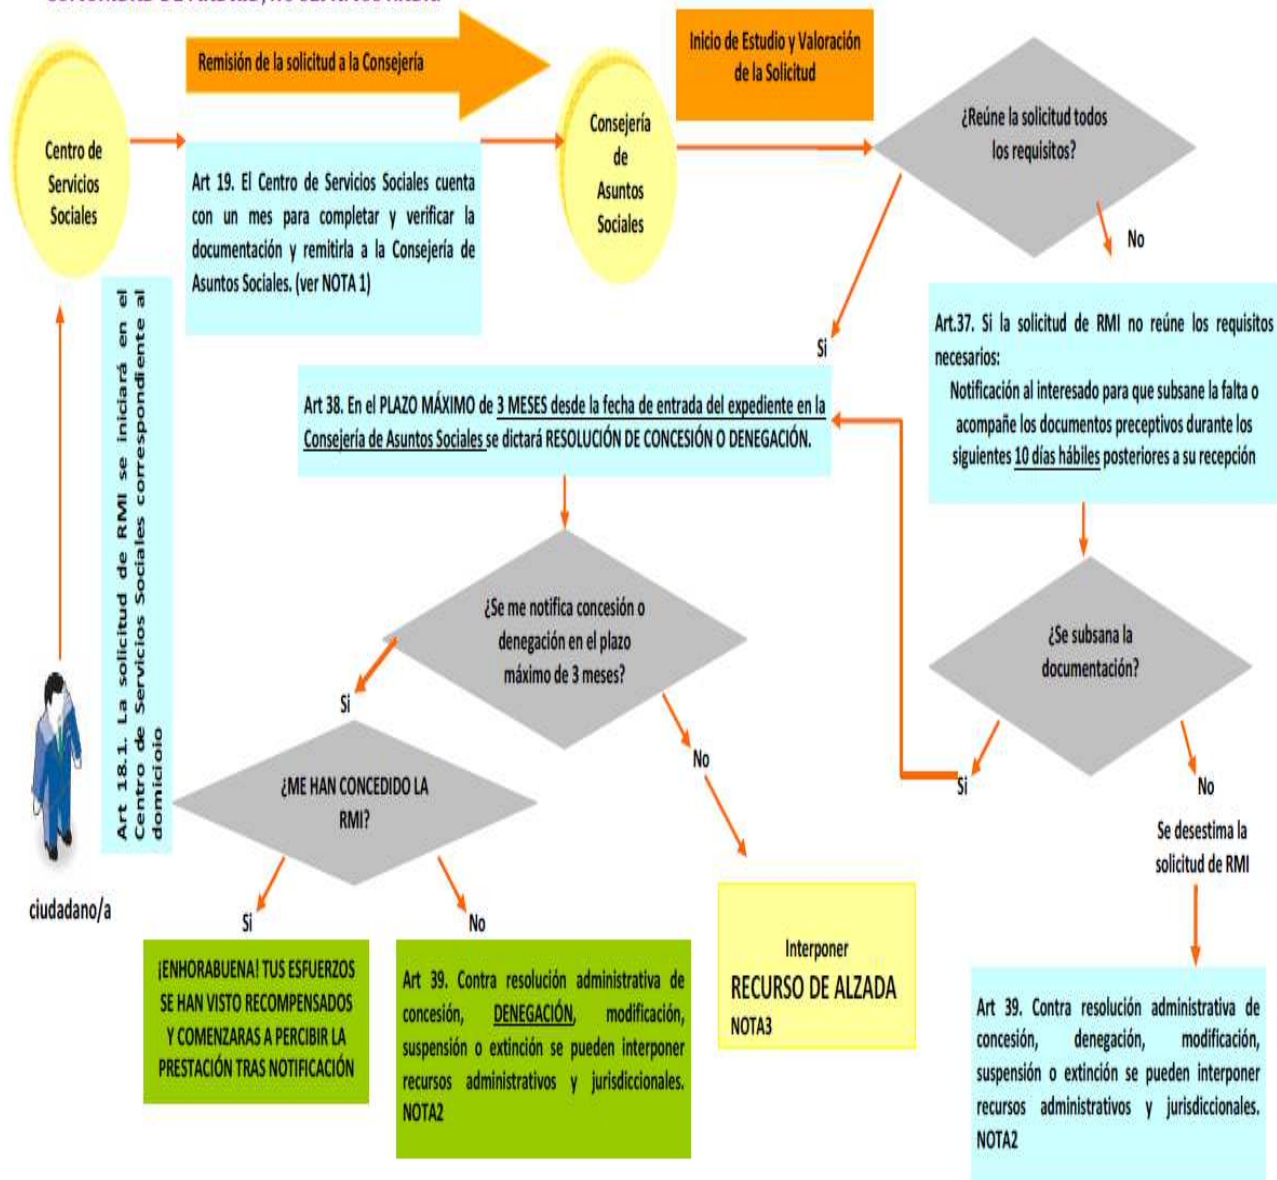 Remisión de la solicitud a la Consejería
Inicio de Estudio y Valoración
de la Solicitud
Centro de
Servicios
Sociales
Consejería
de
Asuntos
Sociales
¿Reúne la solicitud todos
los requisitos?
Art 19. El Centro de Servicios Sociales cuenta
con un mes para completar y verificar la
documentación y remitirla a la Consejería de
Asuntos Sociales. (ver NOTA 1)
No
Si
Art 18.1. La solicitud de RMI se iniciará en el
Centro de Servicios Sociales correspondiente al
domicioio
ciudadano/a
Art.37. Si la solicitud de RMI no reúne los requisitos
necesarios:
Notificación al interesado para que subsane la falta o
acompañe los documentos preceptivos durante los
siguientes 10 días hábiles posteriores a su recepción
Art 38. En el PLAZO MÁXIMO de 3 MESES desde la fecha de entrada del expediente en la
Consejería de Asuntos Sociales se dictará RESOLUCIÓN DE CONCESIÓN O DENEGACIÓN.
¿Se me notifica concesión o
denegación en el plazo
máximo de 3 meses?
¿Se subsana la
documentación?
Si
No
Si
No
¿ME HAN CONCEDIDO LA
RMI?
Se desestima la
solicitud de RMI
Si
No
¡ENHORABUENA! TUS ESFUERZOS
SE HAN VISTO RECOMPENSADOS
Y COMENZARAS A PERCIBIR LA
PRESTACIÓN TRAS NOTIFICACIÓN
Art 39. Contra resolución administrativa de
concesión, DENEGACIÓN, modificación,
suspensión o extinción se pueden interponer
recursos administrativos y jurisdiccionales.
NOTA2
Interponer
RECURSO DE ALZADA
NOTA3
Art 39. Contra resolución administrativa de
concesión, denegación, modificación,
suspensión o extinción se pueden interponer
recursos administrativos y jurisdiccionales.
NOTA2